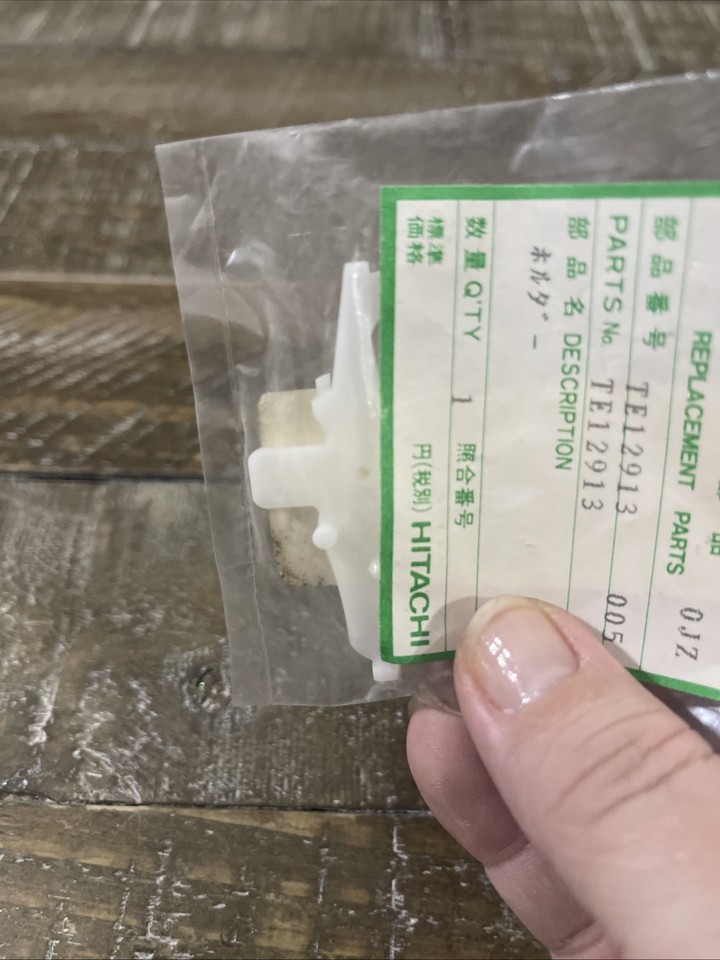 品
REPLACEMENT PARTS 0JZ
部品番号 TE12913
PARTS No. TE12913 005
部品名 DESCRIPTION
ホルダー
数量 Q'TY 1 照合番号
標準価格 円(税別) HITACHI